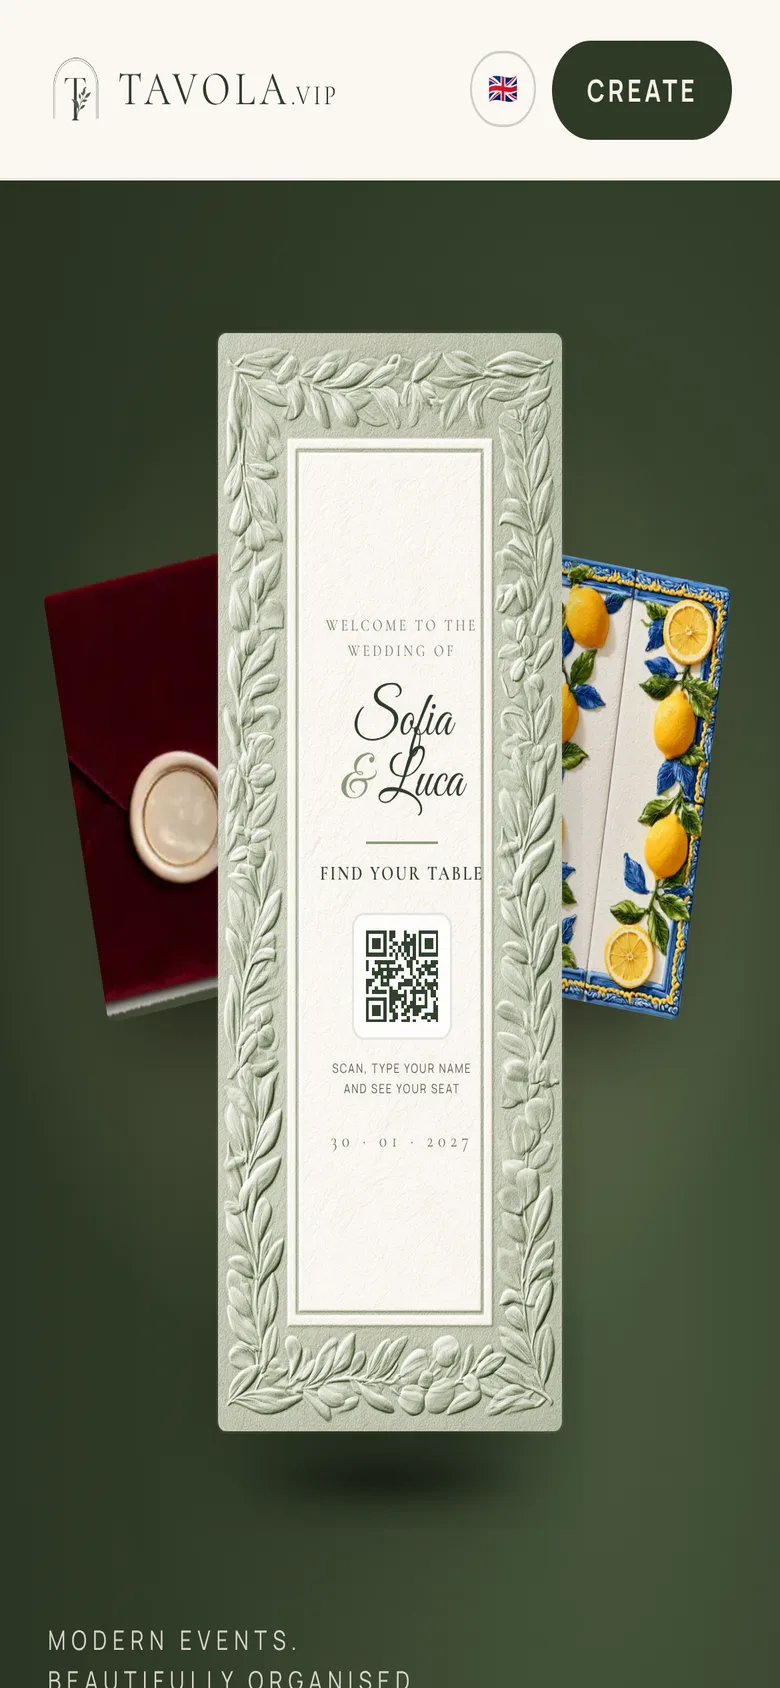 TAVOLA.VIP
CREATE
WELCOME TO THE
WEDDING OF
Sofia
& Luca
FIND YOUR TABLE
SCAN, TYPE YOUR NAME
AND SEE YOUR SEAT
30 · 01 · 2027
MODERN EVENTS.
BEAUTIFULLY ORGANISED